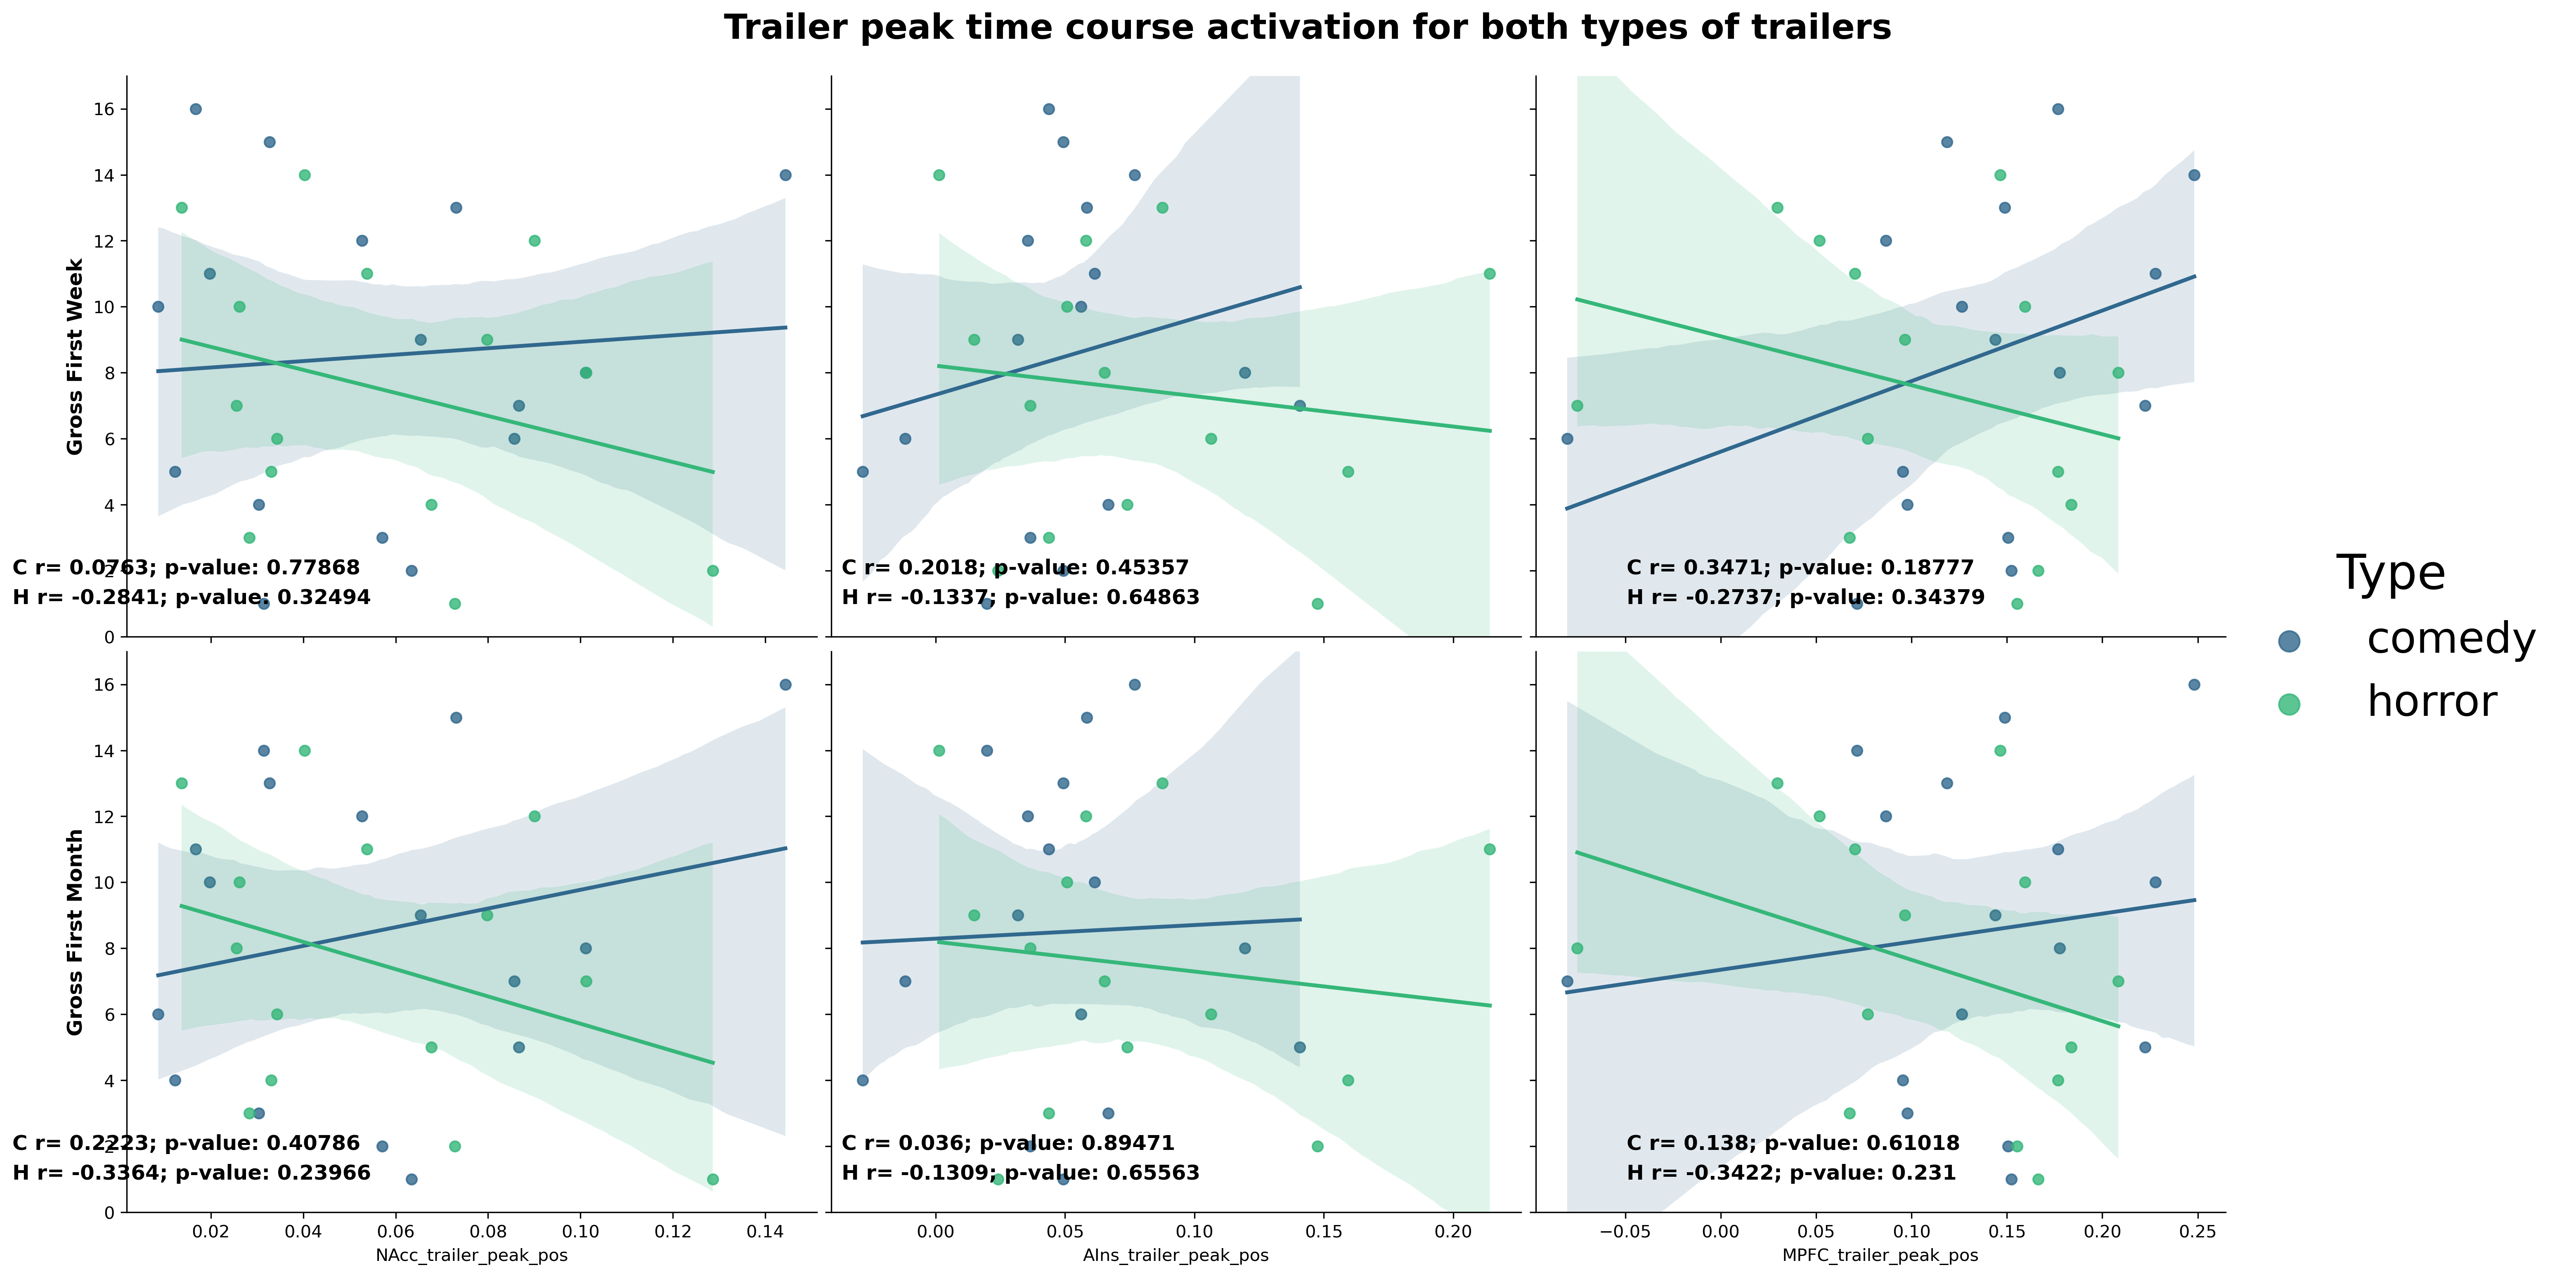 Trailer peak time course activation for both types of trailers
Gross First Week
16
14
12
10
8
6
4
2
0
C r= 0.0763; p-value: 0.77868
H r= -0.2841; p-value: 0.32494
C r= 0.2018; p-value: 0.45357
H r= -0.1337; p-value: 0.64863
C r= 0.3471; p-value: 0.18777
H r= -0.2737; p-value: 0.34379
Type
comedy
horror
Gross First Month
16
14
12
10
8
6
4
2
0
C r= 0.2223; p-value: 0.40786
H r= -0.3364; p-value: 0.23966
C r= 0.036; p-value: 0.89471
H r= -0.1309; p-value: 0.65563
C r= 0.138; p-value: 0.61018
H r= -0.3422; p-value: 0.231
0.02 0.04 0.06 0.08 0.10 0.12 0.14
0.00 0.05 0.10 0.15 0.20
−0.05 0.00 0.05 0.10 0.15 0.20 0.25
NAcc_trailer_peak_pos
AIns_trailer_peak_pos
MPFC_trailer_peak_pos